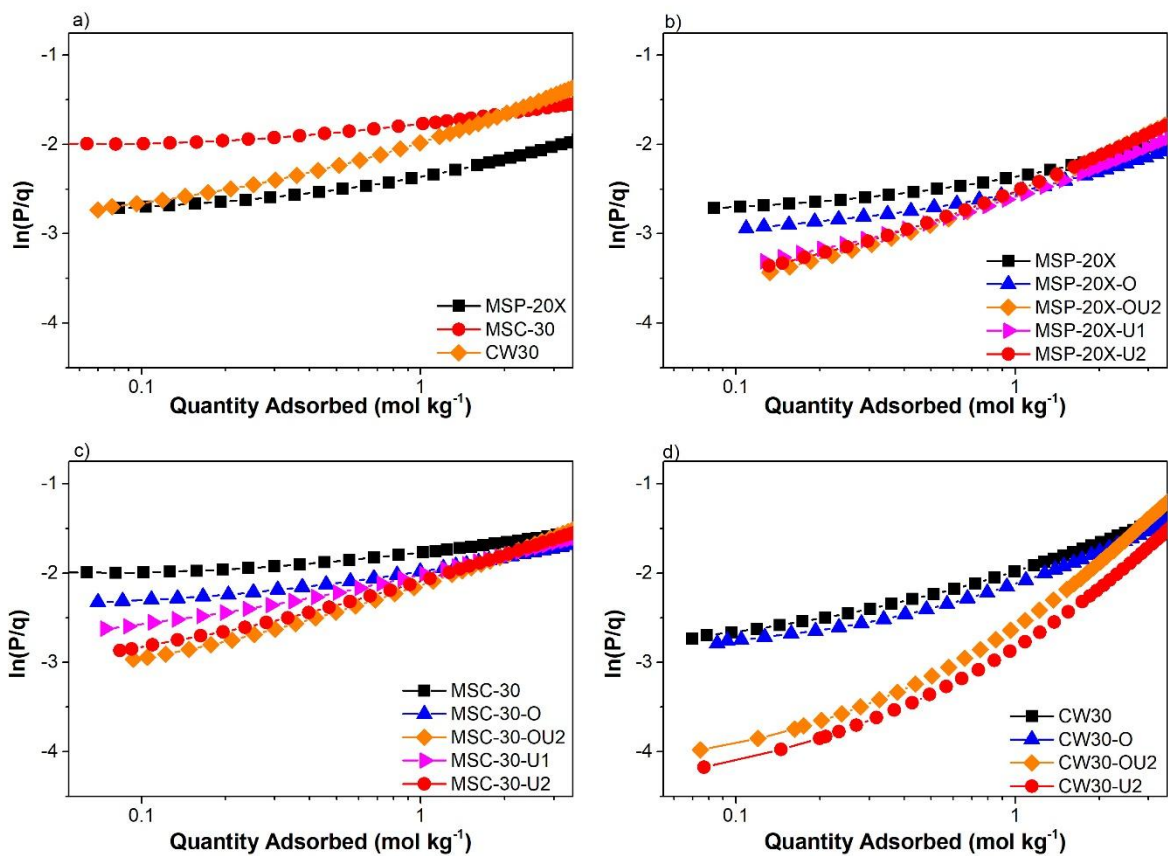 a)
-1
-2
-3
-4
ln(P/q)
MSP-20X
MSC-30
CW30
0.1
1
Quantity Adsorbed (mol kg⁻¹)
b)
-1
-2
-3
-4
ln(P/q)
MSP-20X
MSP-20X-O
MSP-20X-OU2
MSP-20X-U1
MSP-20X-U2
0.1
1
Quantity Adsorbed (mol kg⁻¹)
c)
-1
-2
-3
-4
ln(P/q)
MSC-30
MSC-30-O
MSC-30-OU2
MSC-30-U1
MSC-30-U2
0.1
1
Quantity Adsorbed (mol kg⁻¹)
d)
-1
-2
-3
-4
ln(P/q)
CW30
CW30-O
CW30-OU2
CW30-U2
0.1
1
Quantity Adsorbed (mol kg⁻¹)